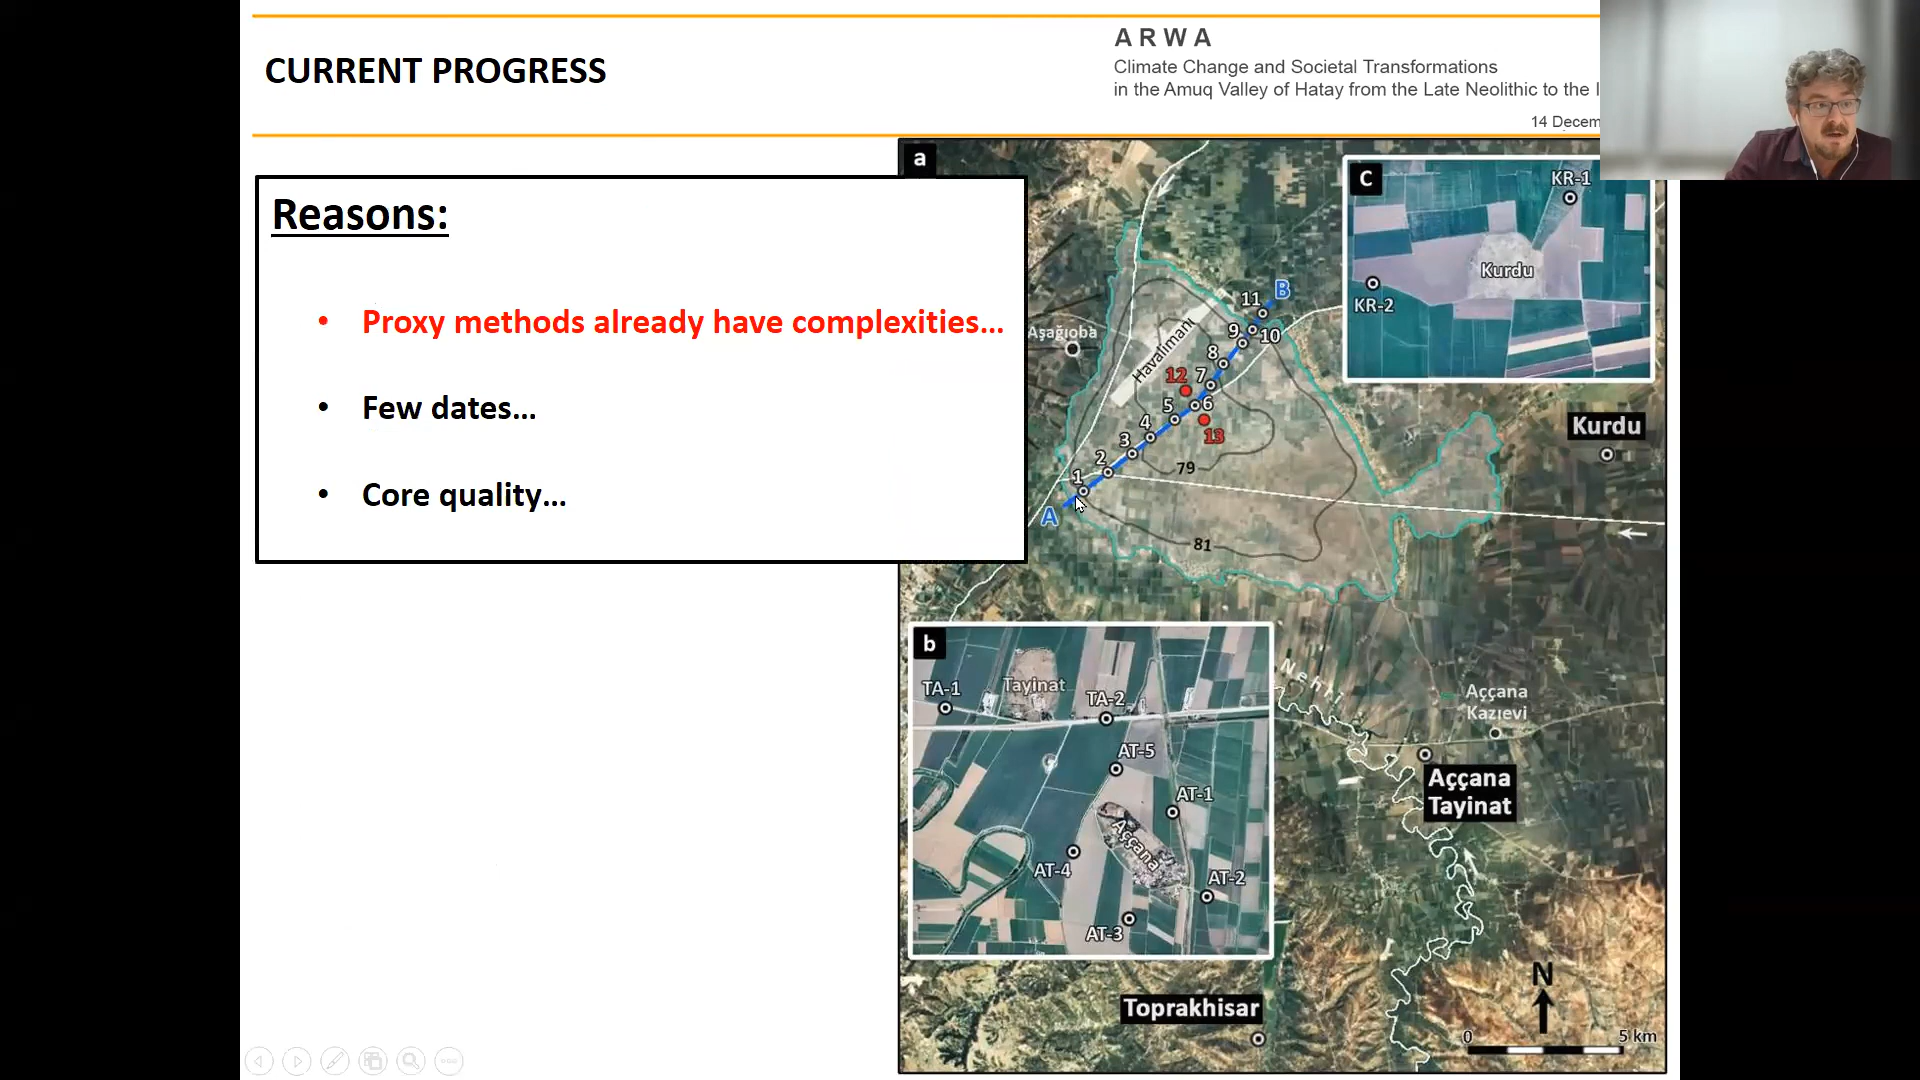 CURRENT PROGRESS
ARWA
Climate Change and Societal Transformations
in the Amuq Valley of Hatay from the Late Neolithic to the
14
Reasons:
• Proxy methods already have complexities...
• Few dates...
• Core quality...
a
Aşağıoba
Havalimanı
B
11
10
9
8
7
12
6
5
13
4
3
2
1
A
79
81
c
KR-1
Kurdu
KR-2
Kurdu
b
TA-1
Tayinat
TA-2
AT-5
AT-1
Aççana
AT-4
AT-2
AT-3
Nehri
Aççana
Kazıevi
Aççana
Tayinat
Toprakhisar
N
0
5 km